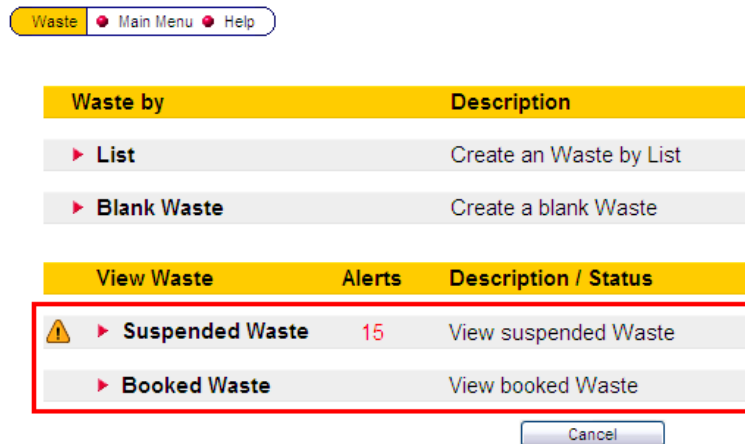 Waste Main Menu Help
Waste by Description
List Create an Waste by List
Blank Waste Create a blank Waste
View Waste Alerts Description / Status
Suspended Waste 15 View suspended Waste
Booked Waste View booked Waste
Cancel